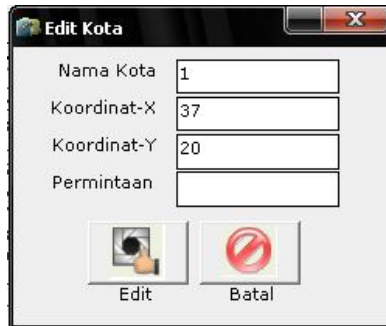 Edit Kota
Nama Kota 1
Koordinat-X 37
Koordinat-Y 20
Permintaan
Edit Batal